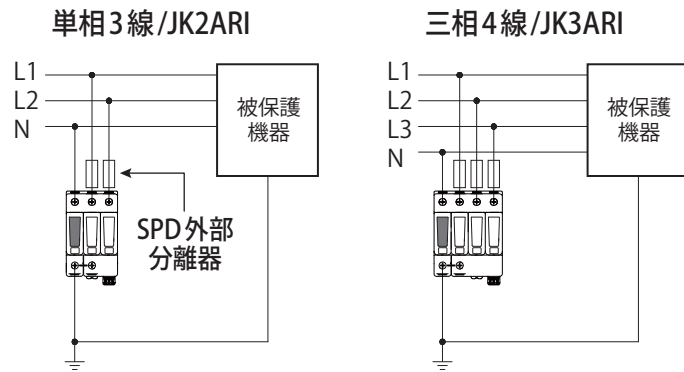 単相3線/JK2ARI
L1
L2
N
被保護
機器
SPD外部
分離器
三相4線/JK3ARI
L1
L2
L3
N
被保護
機器